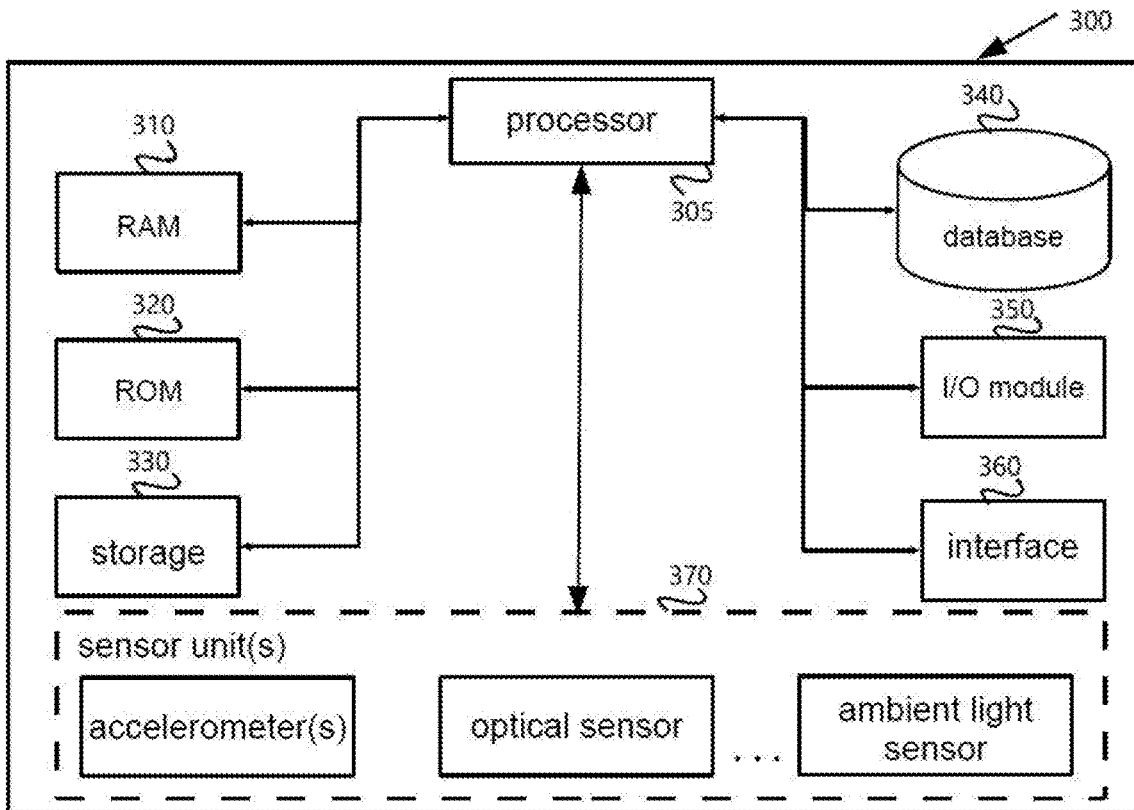 300
processor
305
310
RAM
320
ROM
330
storage
340
database
350
I/O module
360
interface
370
sensor unit(s)
accelerometer(s)
optical sensor
...
ambient light
sensor